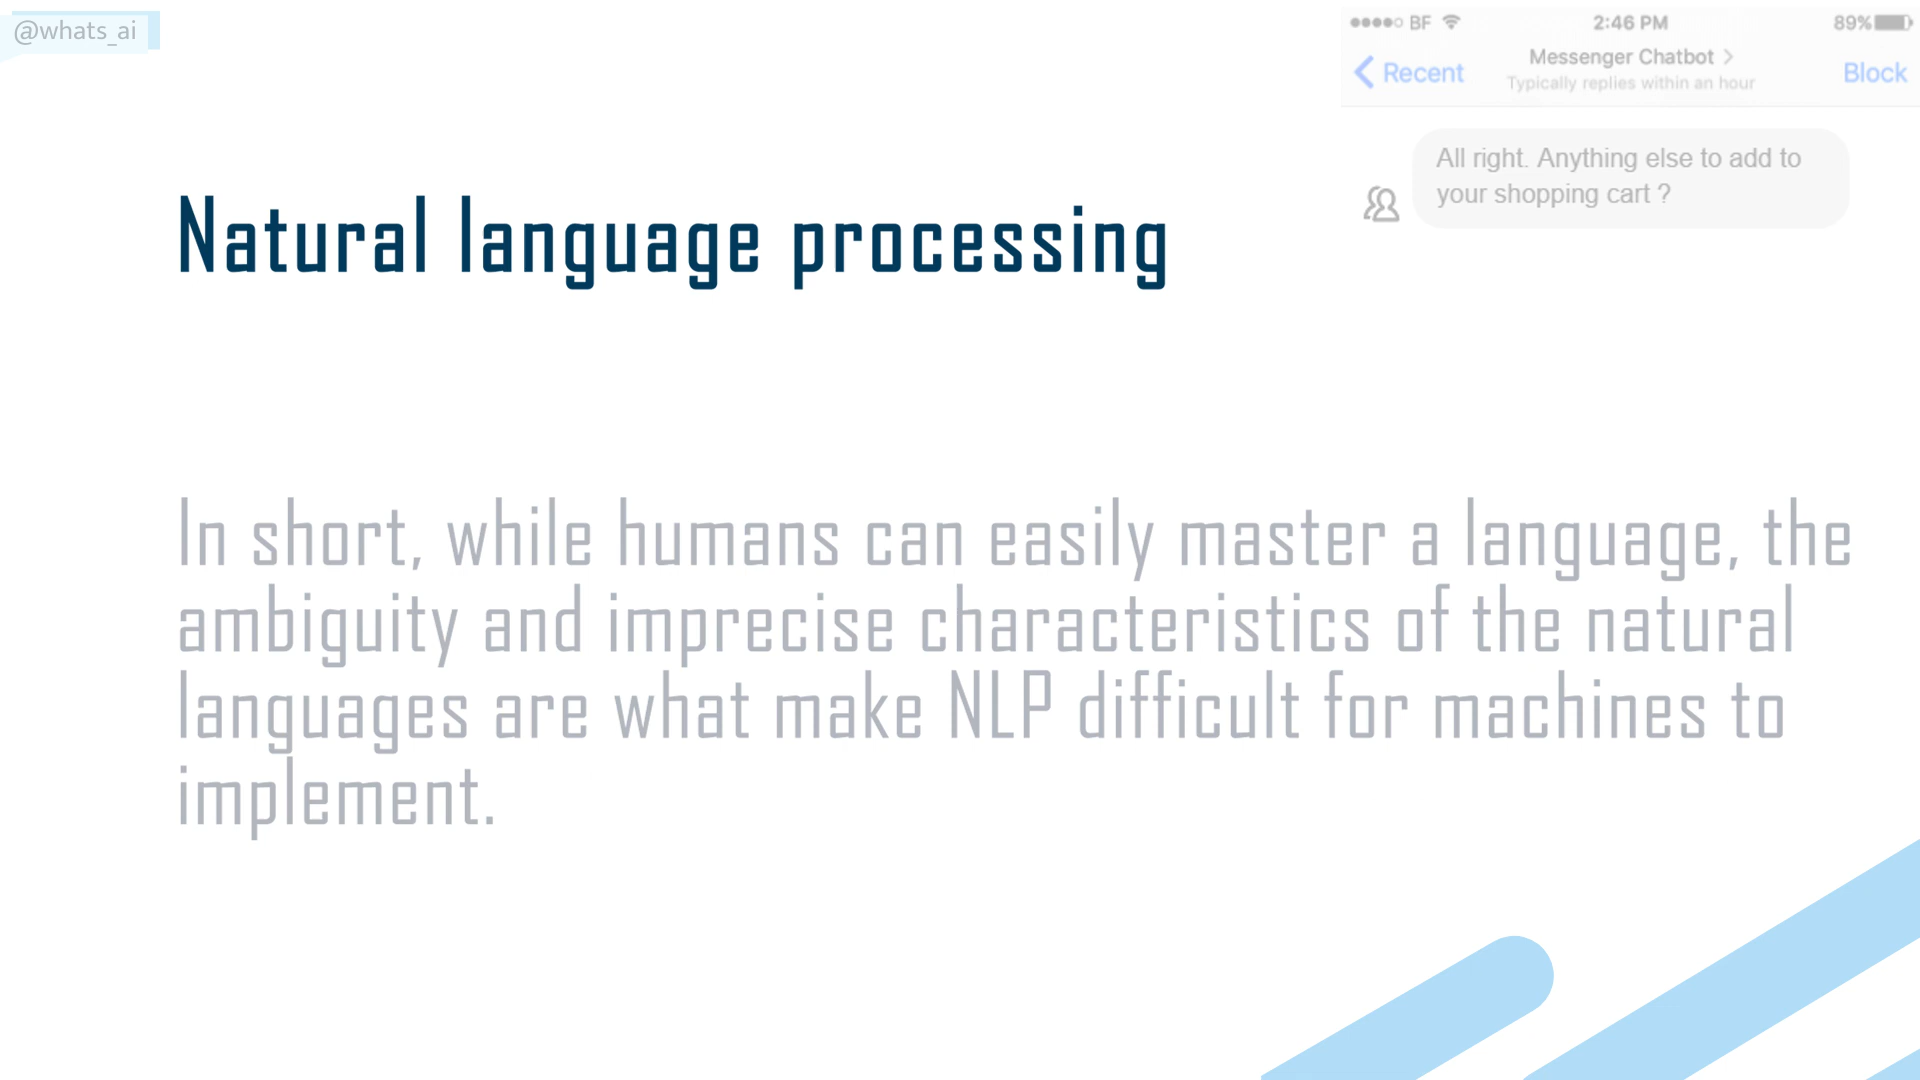 @whats_ai
BF 2:46 PM 89%
Recent Messenger Chatbot Block
Typically replies within an hour
All right. Anything else to add to
your shopping cart ?
Natural language processing
In short, while humans can easily master a language, the
ambiguity and imprecise characteristics of the natural
languages are what make NLP difficult for machines to
implement.